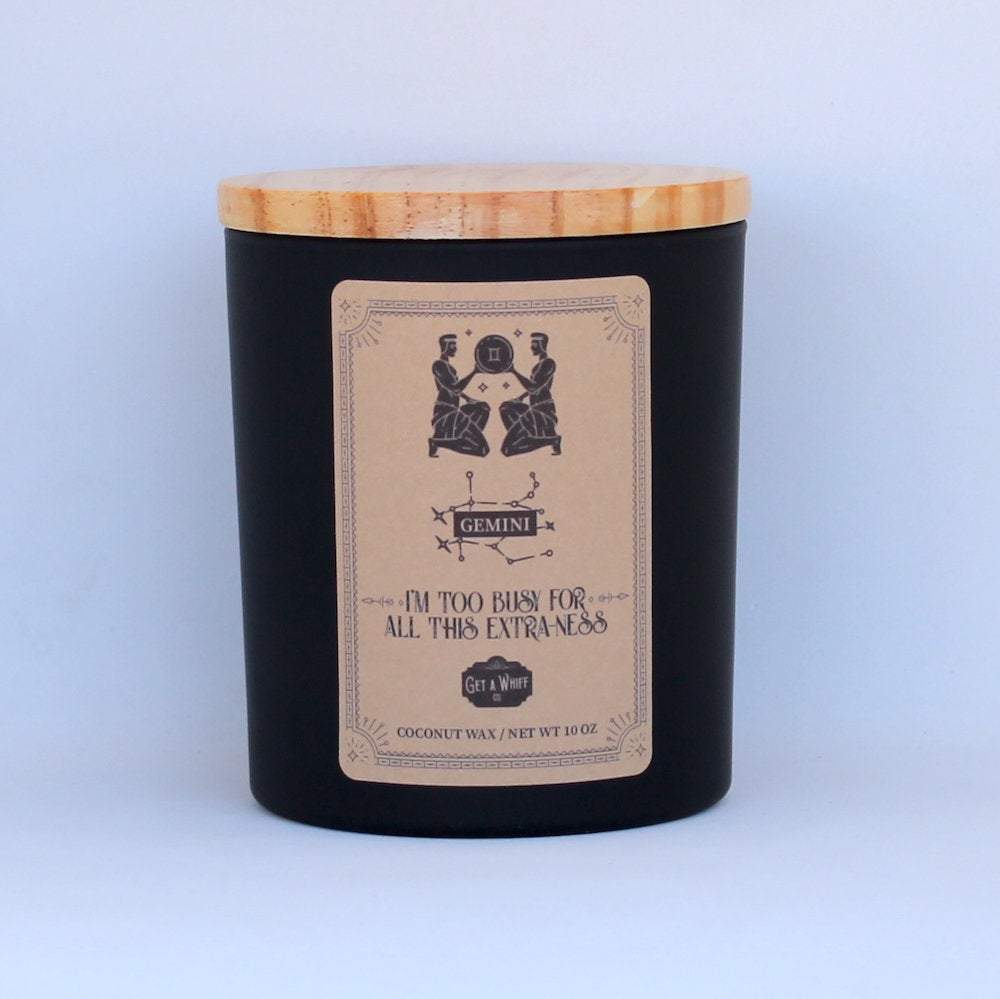 GEMINI
I'M TOO BUSY FOR
ALL THIS EXTRA-NESS
GET A WHIFF
CO
COCONUT WAX / NET WT 10 OZ